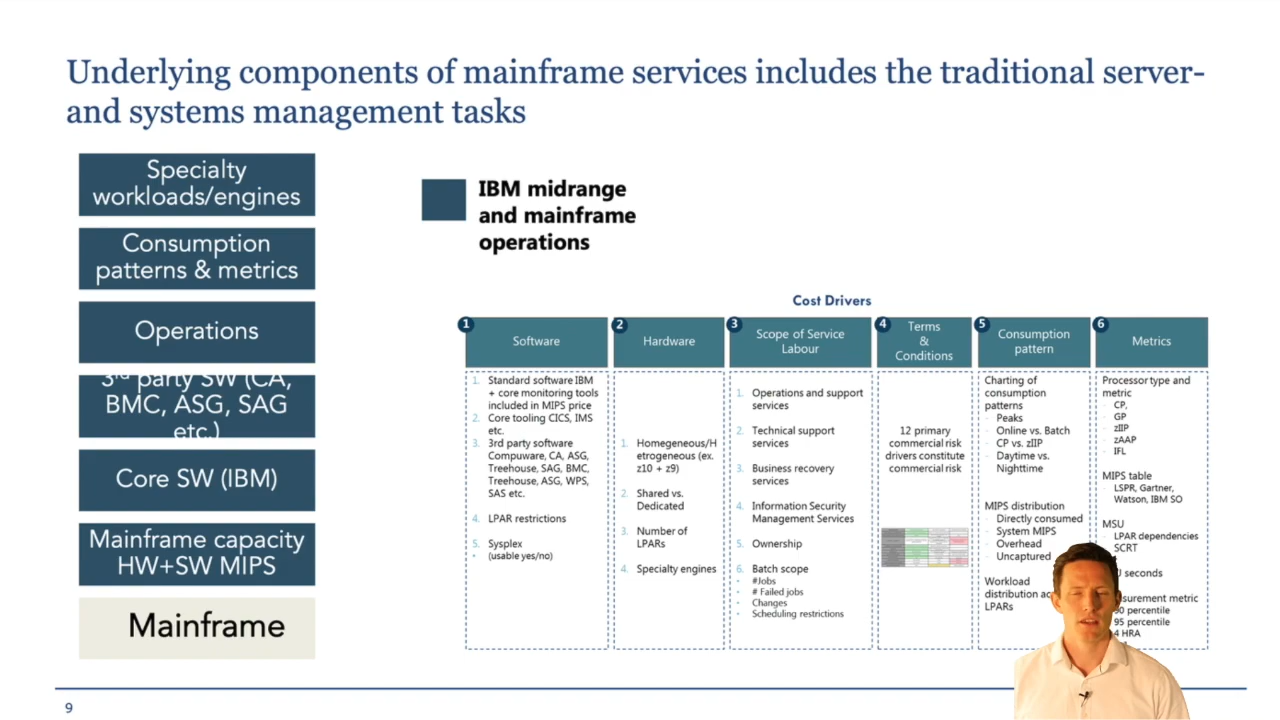 Underlying components of mainframe services includes the traditional server-
and systems management tasks
Specialty
workloads/engines
Consumption
patterns & metrics
Operations
3rd party SW (CA,
BMC, ASG, SAG
etc.)
Core SW (IBM)
Mainframe capacity
HW+SW MIPS
Mainframe
IBM midrange
and mainframe
operations
Cost Drivers
1
Software
1. Standard software IBM
+ core monitoring tools
included in MIPS price
2. Core tooling CICS, IMS
etc.
3. 3rd party software
Compuware, CA, ASG,
Treehouse, SAG, BMC,
Treehouse, ASG, WPS,
SAS etc.
4. LPAR restrictions
5. Sysplex
• (usable yes/no)
2
Hardware
1. Homegeneous/H
etrogeneous (ex.
z10 + z9)
2. Shared vs.
Dedicated
3. Number of
LPARs
4. Specialty engines
3
Scope of Service
Labour
1. Operations and support
services
2. Technical support
services
3. Business recovery
services
4. Information Security
Management Services
5. Ownership
6. Batch scope
• #Jobs
• # Failed jobs
• Changes
• Scheduling restrictions
4
Terms
&
Conditions
12 primary
commercial risk
drivers constitute
commercial risk
5
Consumption
pattern
Charting of
consumption
patterns
Peaks
Online vs. Batch
CP vs. zIIP
Daytime vs.
Nighttime
MIPS distribution
Directly consumed
System MIPS
Overhead
Uncaptured
Workload
distribution
LPARs
6
Metrics
Processor type and
metric
CP,
GP
zIIP
zAAP
IFL
MIPS table
LSPR, Gartner,
Watson, IBM SO
MSU
LPAR dependencies
SCRT
seconds
metric
90 percentile
95 percentile
4 HRA
9